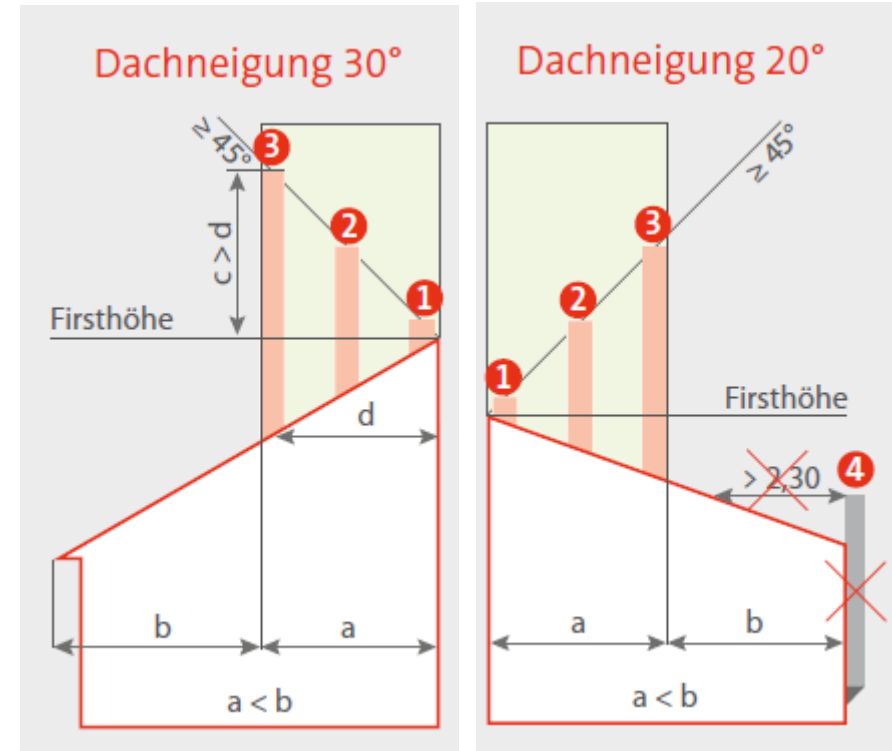 Dachneigung 30°
≥ 45°
3
2
1
c > d
Firsthöhe
d
b
a
a < b
Dachneigung 20°
≥ 45°
3
2
1
Firsthöhe
> 2,30
4
a
b
a < b